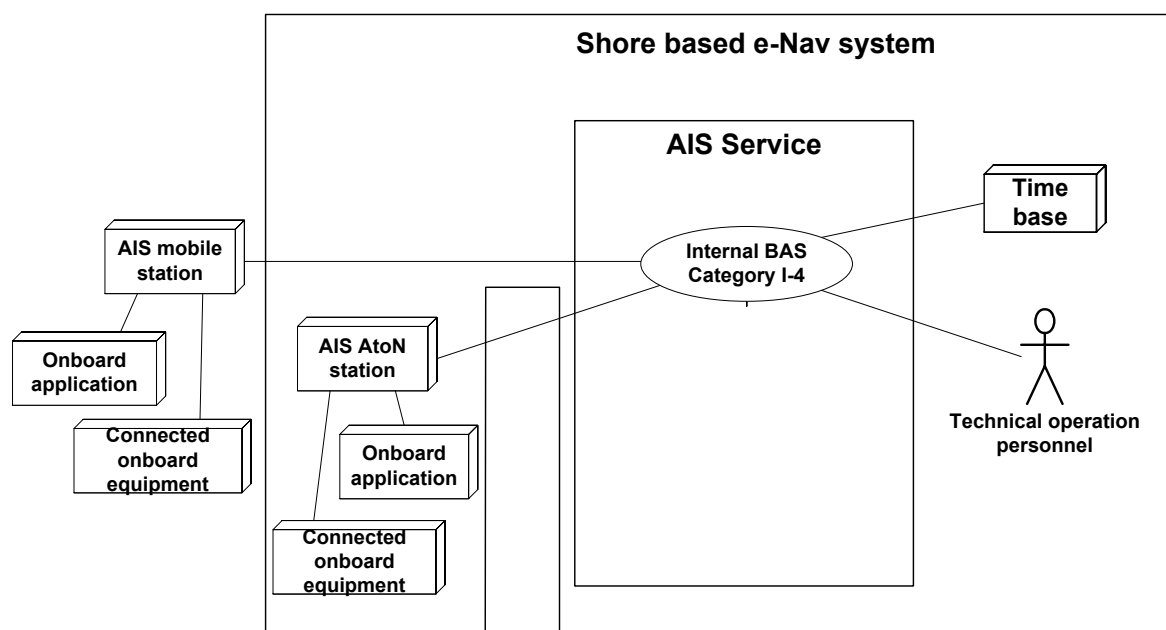 Shore based e-Nav system
AIS Service
Time
base
AIS mobile
station
Internal BAS
Category I-4
Onboard
application
AIS AtoN
station
Connected
onboard
equipment
Onboard
application
Technical operation
personnel
Connected
onboard
equipment